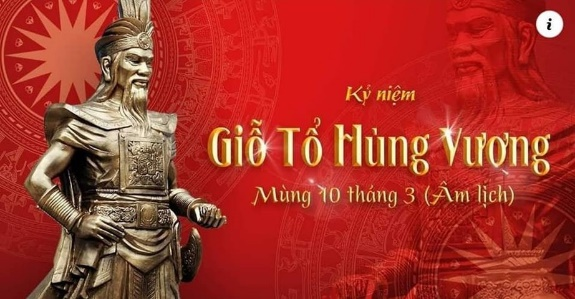 Kỷ niệm
Giỗ Tổ Hùng Vương
Mùng 10 tháng 3 (Âm lịch)